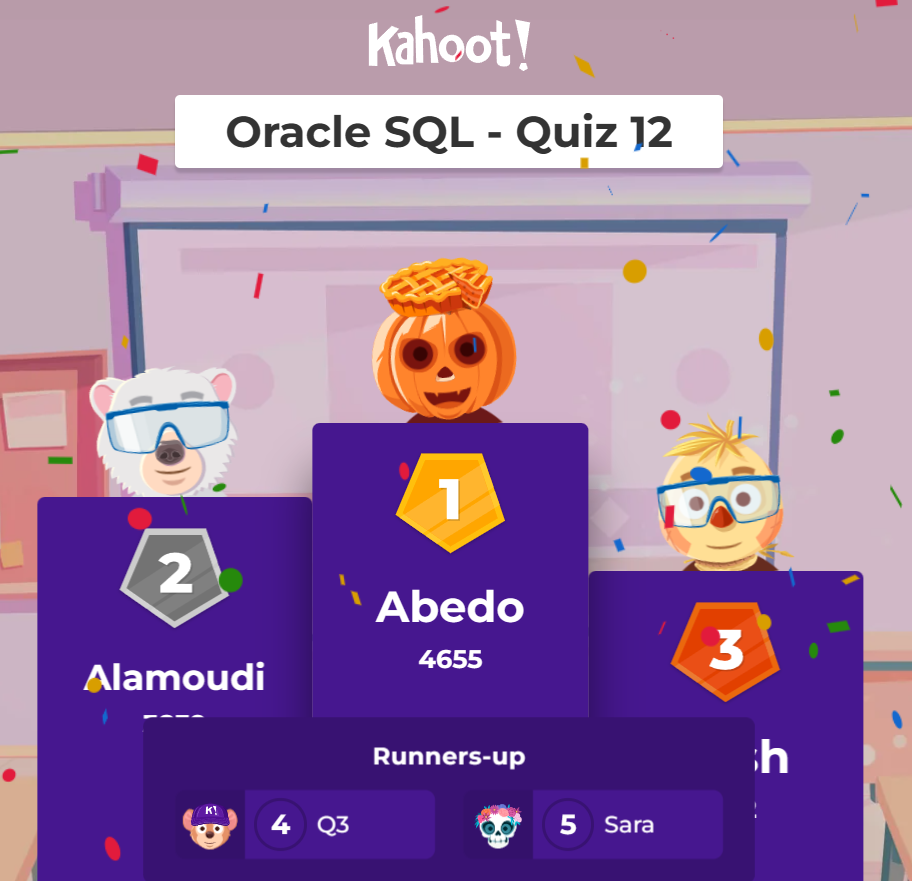 Kahoot!
Oracle SQL - Quiz 12
1
Abedo
4655
2
Alamoudi
3
Runners-up
K!
4 Q3
5 Sara